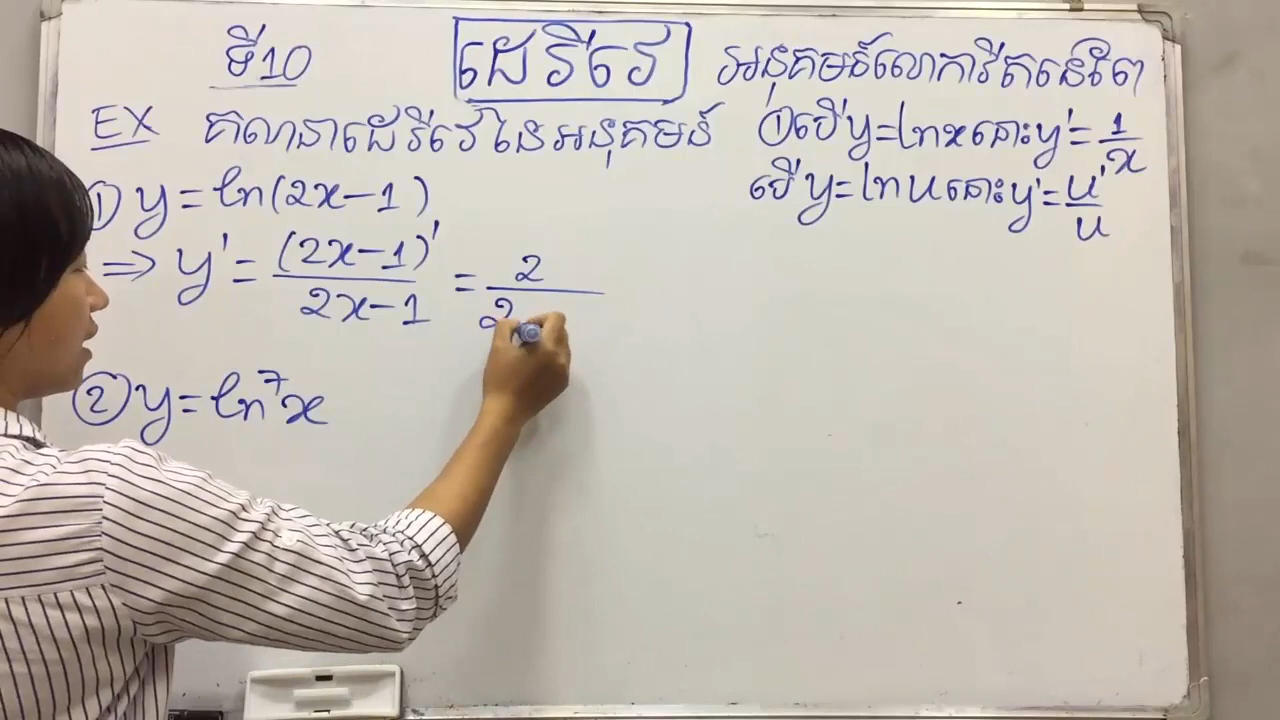 ទី10
ដេរីវេ
អនុគមន៍លោការីតនេពែ
EX គណនាដេរីវេនៃអនុគមន៍
① y = ln(2x-1)
⇒ y' = (2x-1)' / 2x-1 = 2 / 2
② y = ln⁷x
① បើ y = lnx នោះ y' = 1/x
បើ y = lnu នោះ y' = u'/u